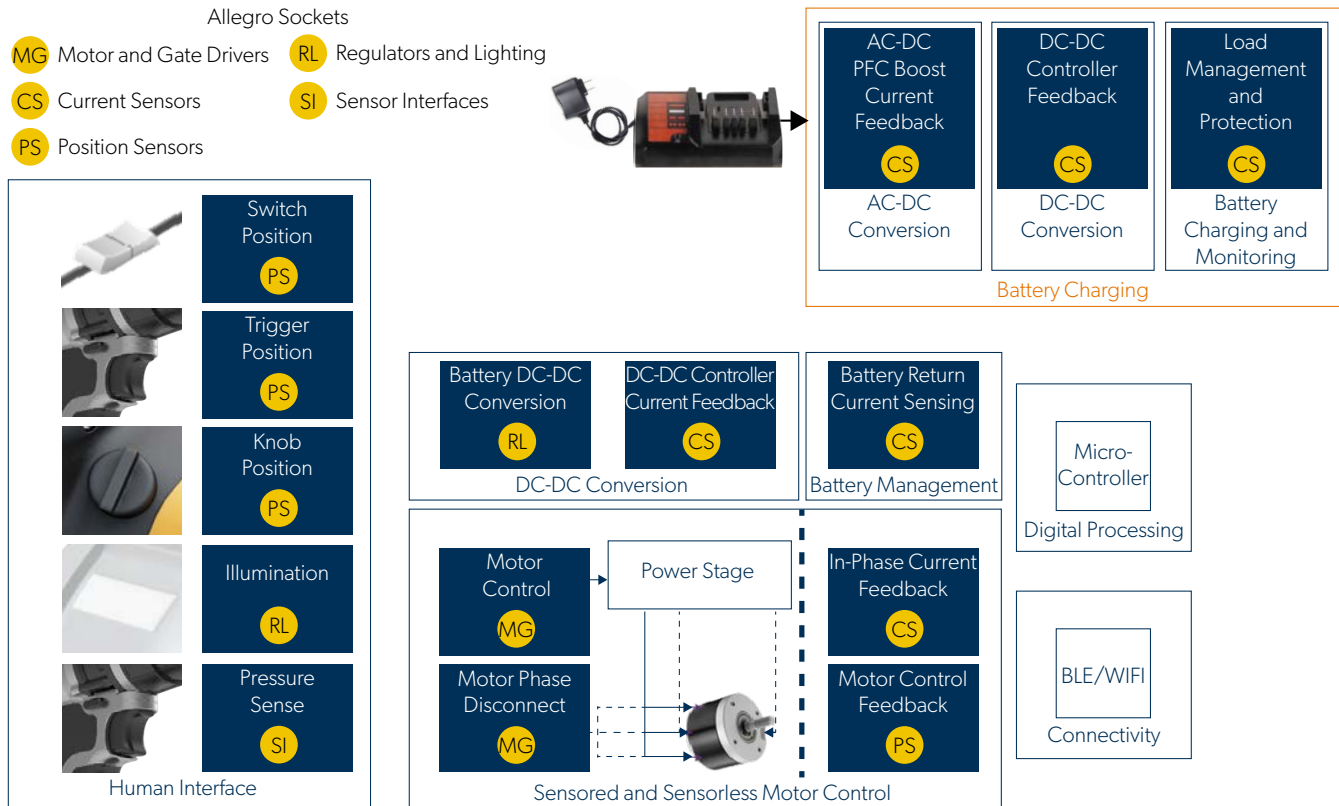 Allegro Sockets
MG Motor and Gate Drivers
RL Regulators and Lighting
CS Current Sensors
SI Sensor Interfaces
PS Position Sensors
AC-DC
PFC Boost
Current
Feedback
CS
AC-DC
Conversion
DC-DC
Controller
Feedback
CS
DC-DC
Conversion
Load
Management
and
Protection
CS
Battery
Charging and
Monitoring
Battery Charging
Switch
Position
PS
Trigger
Position
PS
Knob
Position
PS
Illumination
RL
Pressure
Sense
SI
Human Interface
Battery DC-DC
Conversion
RL
DC-DC Controller
Current Feedback
CS
DC-DC Conversion
Battery Return
Current Sensing
CS
Battery Management
Micro-
Controller
Digital Processing
Motor
Control
MG
Power Stage
In-Phase Current
Feedback
CS
Motor Phase
Disconnect
MG
Motor Control
Feedback
PS
Sensored and Sensorless Motor Control
BLE/WIFI
Connectivity